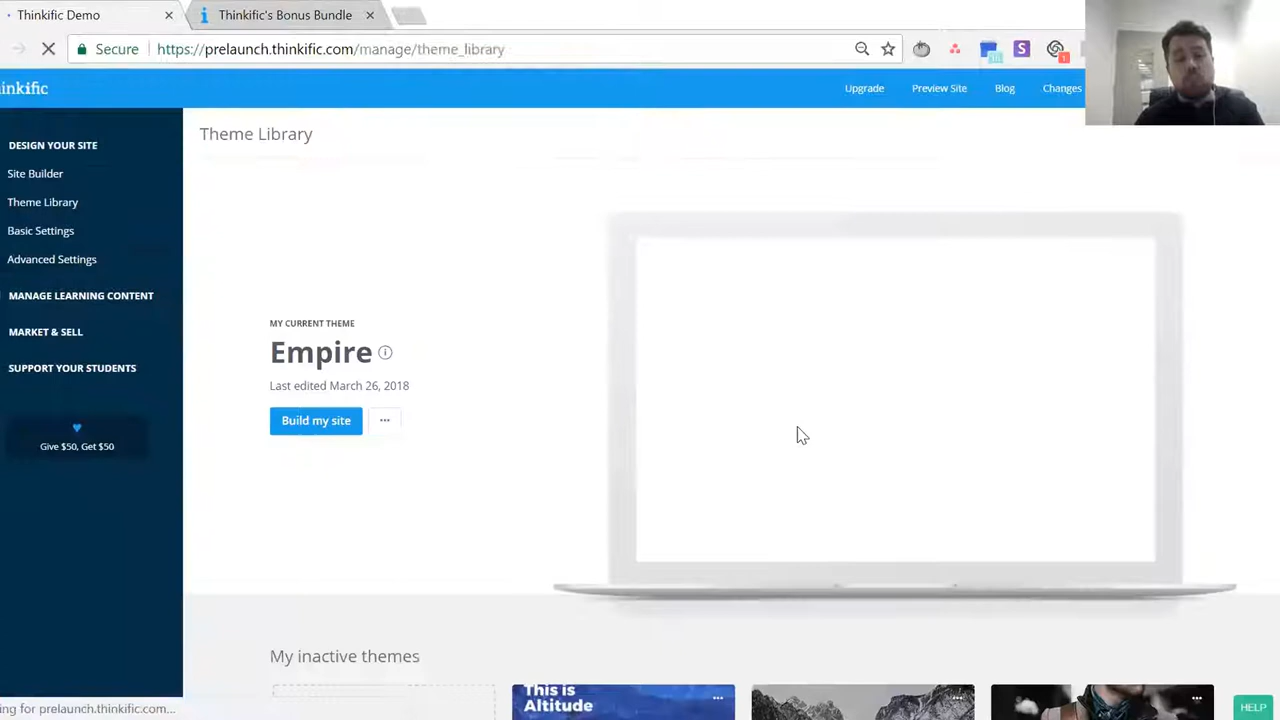 Thinkific Demo
Thinkific's Bonus Bundle
Secure
https://prelaunch.thinkific.com/manage/theme_library
S
1
inkific
Upgrade
Preview Site
Blog
Changes
DESIGN YOUR SITE
Site Builder
Theme Library
Basic Settings
Advanced Settings
MANAGE LEARNING CONTENT
MARKET & SELL
SUPPORT YOUR STUDENTS
Give $50, Get $50
Theme Library
MY CURRENT THEME
Empire
Last edited March 26, 2018
Build my site
My inactive themes
This is
Altitude
ing for prelaunch.thinkific.com...
HELP